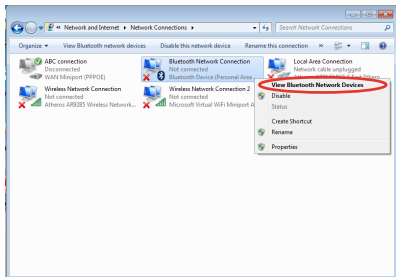 « Network and Internet ▸ Network Connections ▸
Search Network Connections
Organize ▾ View Bluetooth network devices Disable this network device Rename this connection »
ABC connection
Disconnected
WAN Miniport (PPPOE)
Bluetooth Network Connection
Not connected
Bluetooth Device (Personal Area
Local Area Connection
Network cable unplugged
Wireless Network Connection
Not connected
Atheros AR9285 Wireless Network...
Wireless Network Connection 2
Not connected
Microsoft Virtual WiFi Miniport A
View Bluetooth Network Devices
Disable
Status
Create Shortcut
Rename
Properties